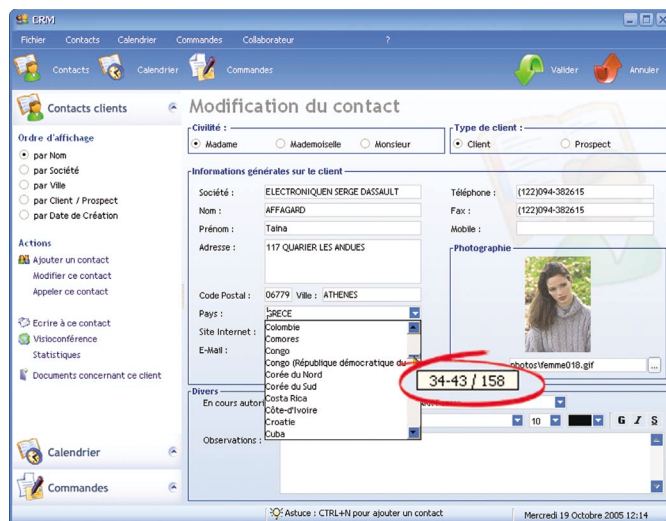 CRM
Fichier Contacts Calendrier Commandes Collaborateur ?
Contacts Calendrier Commandes Valider Annuler
Contacts clients
Ordre d'affichage
par Nom
par Société
par Ville
par Client / Prospect
par Date de Création
Actions
Ajouter un contact
Modifier ce contact
Appeler ce contact
Ecrire à ce contact
Visioconférence
Statistiques
Documents concernant ce client
Calendrier
Commandes
Modification du contact
Civilité :
Madame Mademoiselle Monsieur
Type de client :
Client Prospect
Informations générales sur le client
Société : ELECTRONIQUEN SERGE DASSAULT
Nom : AFFAGARD
Prénom : Taina
Adresse : 117 QUARIER LES ANDUES
Code Postal : 06779 Ville : ATHENES
Pays : GRECE
Site Internet :
E-Mail :
Colombie
Comores
Congo
Congo (République démocratique du
Corée du Nord
Corée du Sud
Costa Rica
Côte-d'Ivoire
Croatie
Cuba
34-43 / 158
Téléphone : (122)094-382615
Fax : (122)094-382615
Mobile :
Photographie
photos\femme018.gif ...
Divers
En cours
10 G I S
Observations :
Astuce : CTRL+N pour ajouter un contact
Mercredi 19 Octobre 2005 12:14